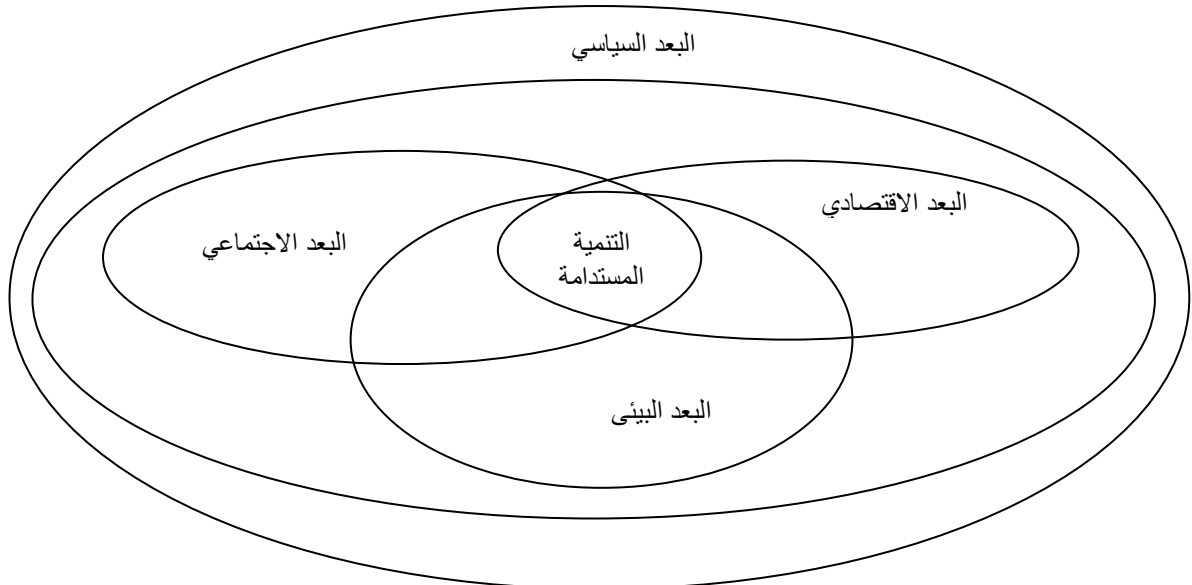 البعد السياسي
البعد الاقتصادي
البعد الاجتماعي
التنمية
المستدامة
البعد البيئى